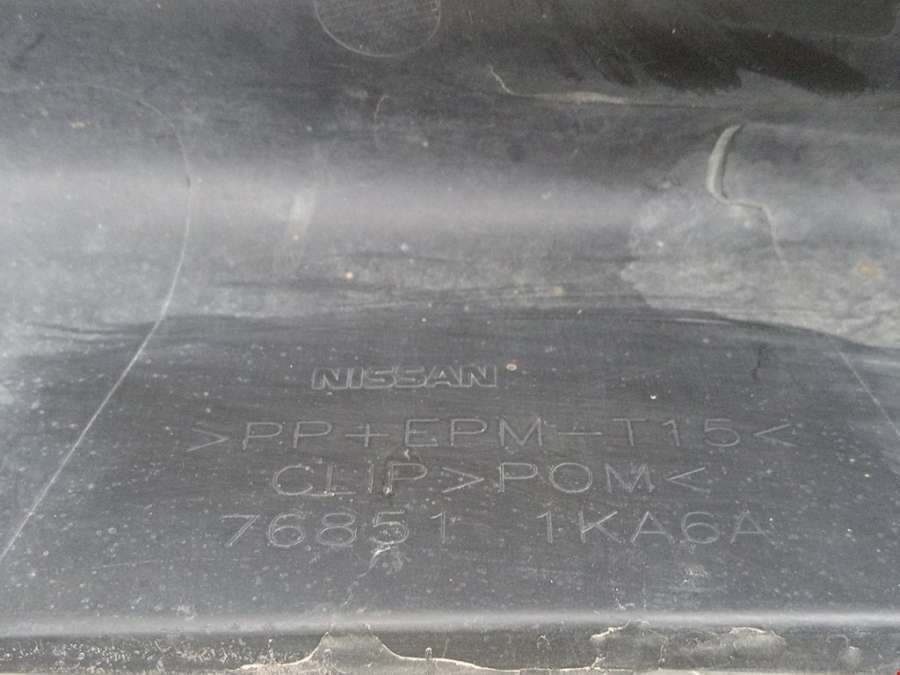 NISSAN
>PP+EPM-T15<
CLIP>POM<
76851 1KA6A